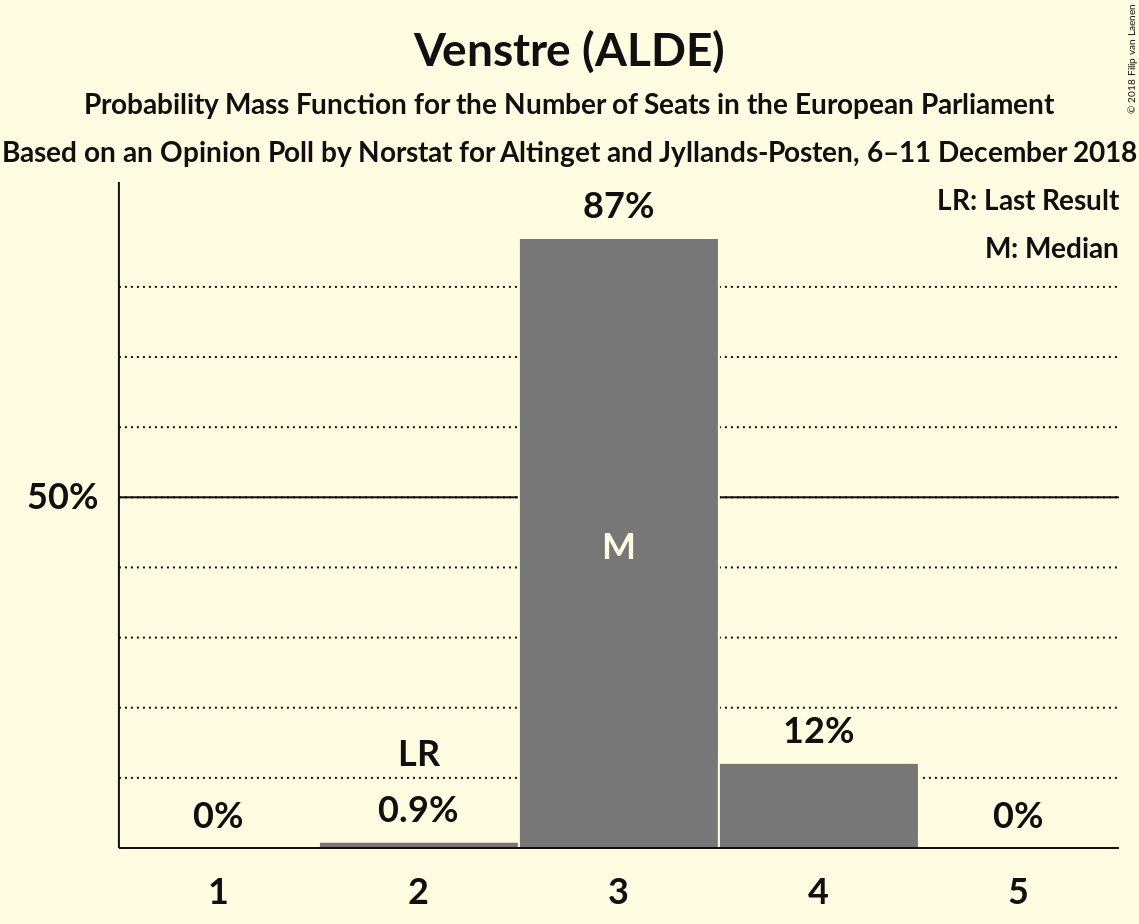 Venstre (ALDE)
Probability Mass Function for the Number of Seats in the European Parliament
Based on an Opinion Poll by Norstat for Altinget and Jyllands-Posten, 6–11 December 2018
© 2018 Filip van Laenen
LR: Last Result
M: Median
87%
50%
M
12%
LR
0%
0.9%
0%
1
2
3
4
5